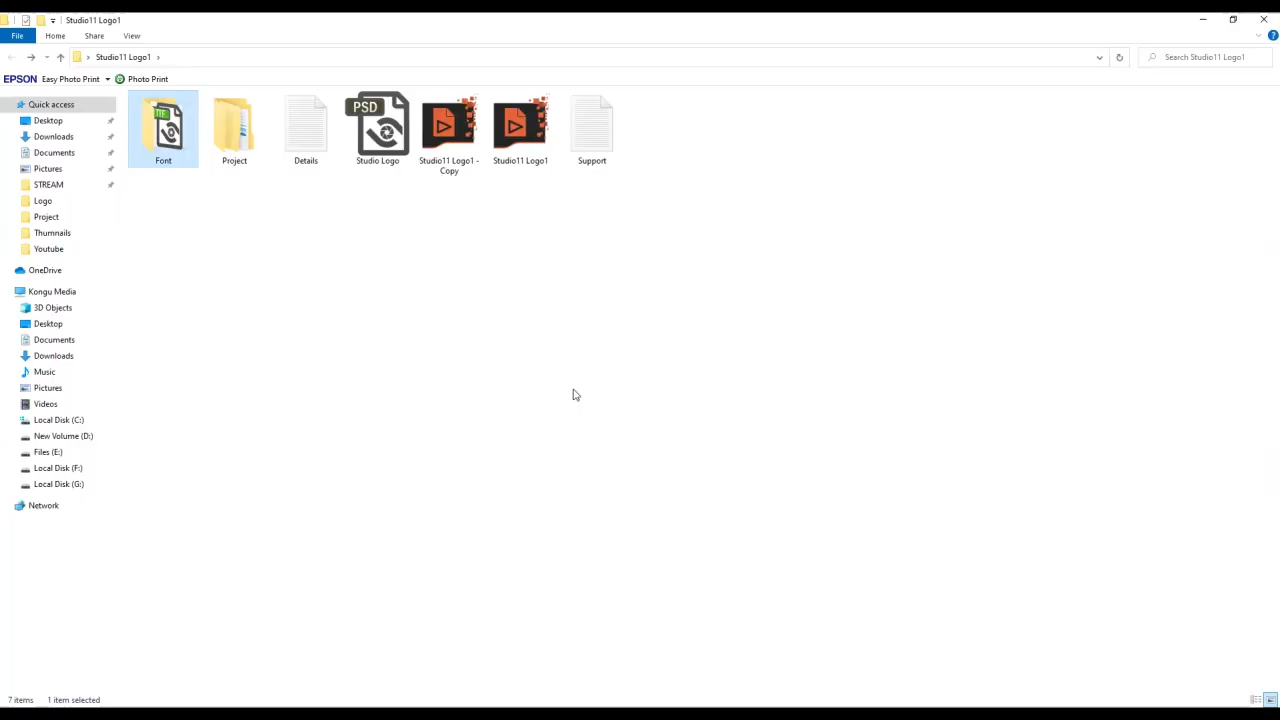 Studio11 Logo1
File
Home
Share
View
Studio11 Logo1
Search Studio11 Logo1
EPSON Easy Photo Print
Photo Print
Quick access
Desktop
Downloads
Documents
Pictures
STREAM
Logo
Project
Thumnails
Youtube
OneDrive
Kongu Media
3D Objects
Desktop
Documents
Downloads
Music
Pictures
Videos
Local Disk (C:)
New Volume (D:)
Files (E:)
Local Disk (F:)
Local Disk (G:)
Network
TTF
Font
Project
Details
PSD
Studio Logo
Studio11 Logo1 -
Copy
Studio11 Logo1
Support
7 items
1 item selected